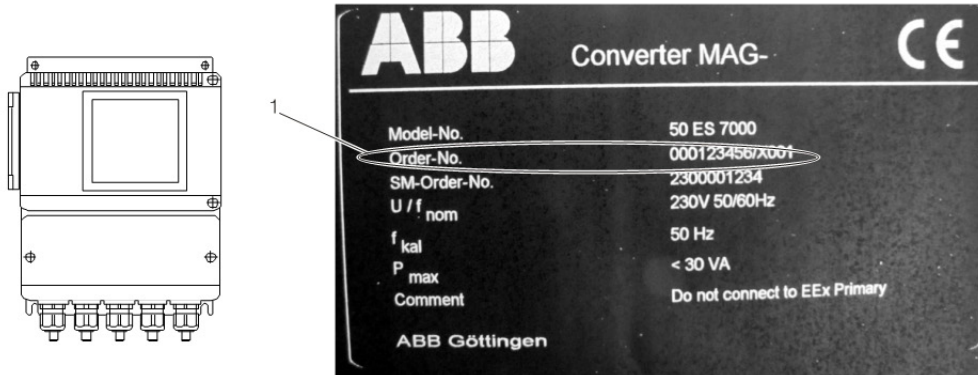 ABB Converter MAG- CE
1
Model-No. 50 ES 7000
Order-No. 000123456/X001
SM-Order-No. 2300001234
U / f nom 230V 50/60Hz
f kal 50 Hz
P max < 30 VA
Comment Do not connect to EEx Primary
ABB Göttingen